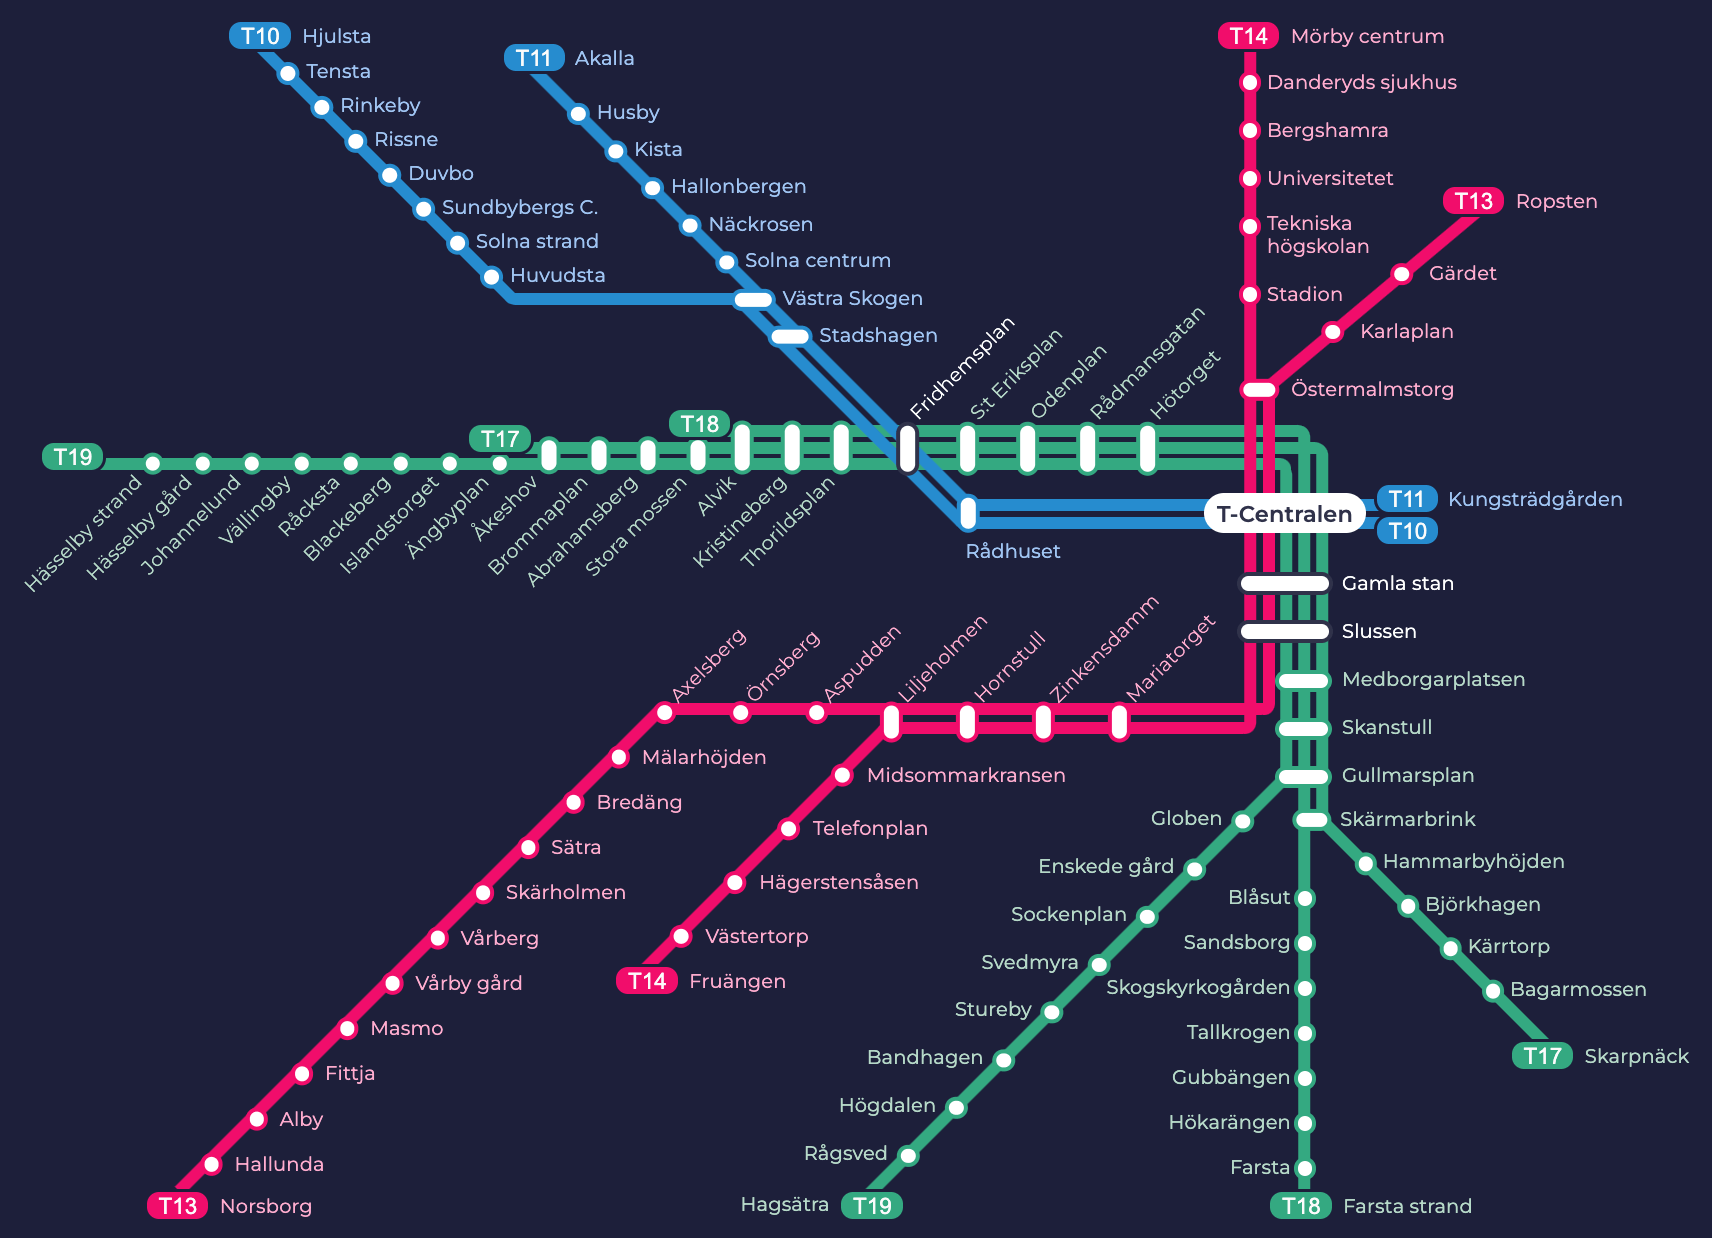 T10 Hjulsta
Tensta
Rinkeby
Rissne
Duvbo
Sundbybergs C.
Solna strand
Huvudsta
T11 Akalla
Husby
Kista
Hallonbergen
Näckrosen
Solna centrum
Västra Skogen
Stadshagen
T14 Mörby centrum
Danderyds sjukhus
Bergshamra
Universitetet
Tekniska
högskolan
Stadion
T13 Ropsten
Gärdet
Karlaplan
Östermalmstorg
Fridhemsplan
S:t Eriksplan
Odenplan
Rådmansgatan
Hötorget
T19
T17
T18
Hässelby strand
Hässelby gård
Johannelund
Vällingby
Råcksta
Blackeberg
Islandstorget
Ängbyplan
Åkeshov
Brommaplan
Abrahamsberg
Stora mossen
Alvik
Kristineberg
Thorildsplan
Rådhuset
T-Centralen
T11 Kungsträdgården
T10
Gamla stan
Slussen
Medborgarplatsen
Skanstull
Gullmarsplan
Skärmarbrink
Axelsberg
Örnsberg
Aspudden
Liljeholmen
Hornstull
Zinkensdamm
Mariatorget
Mälarhöjden
Bredäng
Sätra
Skärholmen
Vårberg
Vårby gård
Masmo
Fittja
Alby
Hallunda
T13 Norsborg
Midsommarkransen
Telefonplan
Hägerstensåsen
Västertorp
T14 Fruängen
Globen
Enskede gård
Sockenplan
Svedmyra
Stureby
Bandhagen
Högdalen
Rågsved
Hagsätra T19
Blåsut
Sandsborg
Skogskyrkogården
Tallkrogen
Gubbängen
Hökarängen
Farsta
T18 Farsta strand
Hammarbyhöjden
Björkhagen
Kärrtorp
Bagarmossen
T17 Skarpnäck